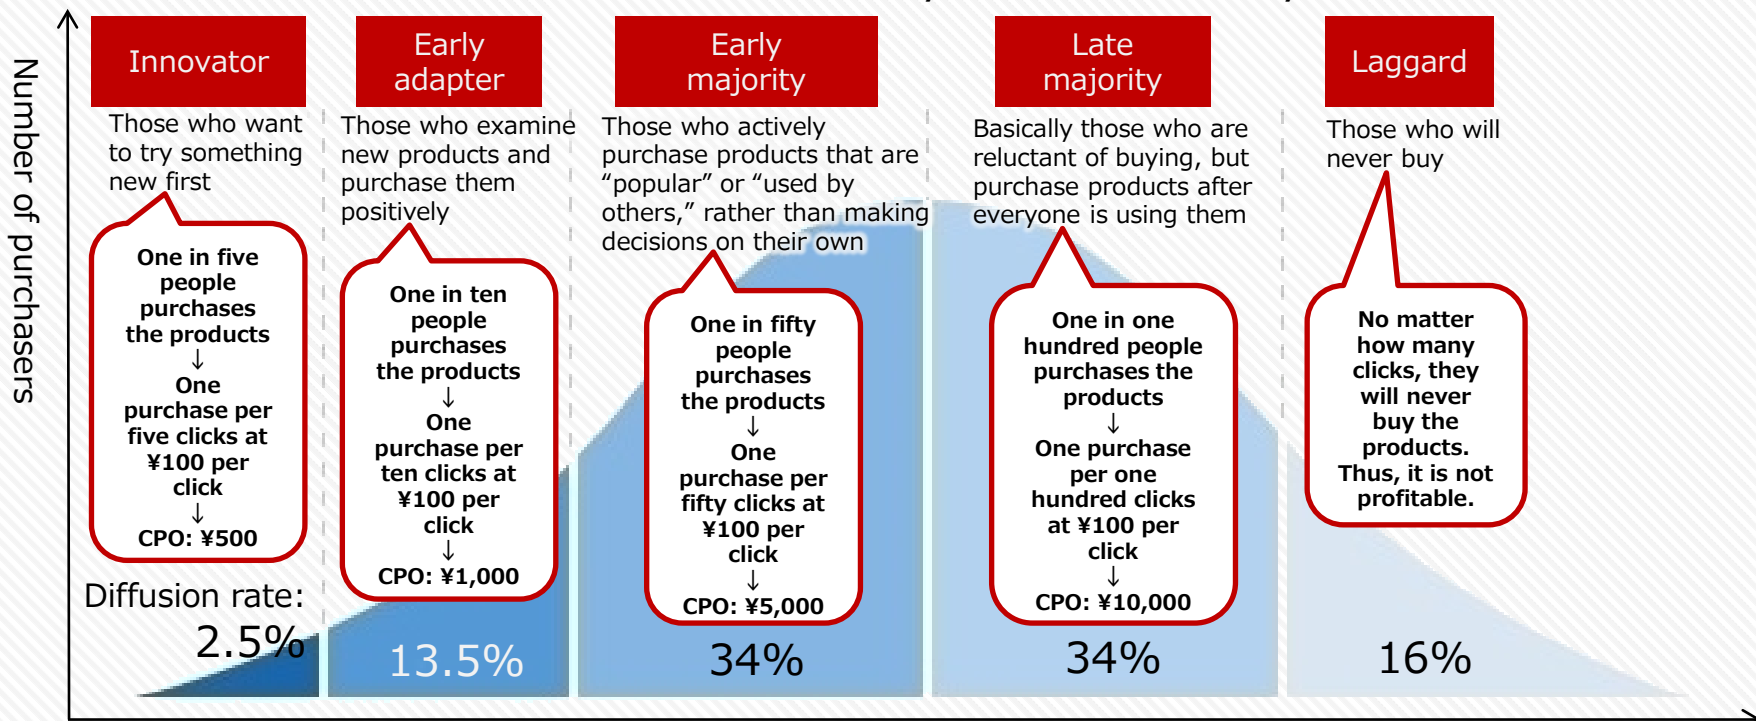 Number of purchasers
Innovator
Those who want
to try something
new first
One in five
people
purchases
the products
↓
One
purchase per
five clicks at
¥100 per
click
↓
CPO: ¥500
Diffusion rate:
2.5%
Early
adapter
Those who examine
new products and
purchase them
positively
One in ten
people
purchases
the products
↓
One
purchase per
ten clicks at
¥100 per
click
↓
CPO: ¥1,000
13.5%
Early
majority
Those who actively
purchase products that are
“popular” or “used by
others,” rather than making
decisions on their own
One in fifty
people
purchases
the products
↓
One
purchase per
fifty clicks at
¥100 per
click
↓
CPO: ¥5,000
34%
Late
majority
Basically those who are
reluctant of buying, but
purchase products after
everyone is using them
One in one
hundred people
purchases the
products
↓
One purchase
per one
hundred clicks
at ¥100 per
click
↓
CPO: ¥10,000
34%
Laggard
Those who will
never buy
No matter
how many
clicks, they
will never
buy the
products.
Thus, it is not
profitable.
16%